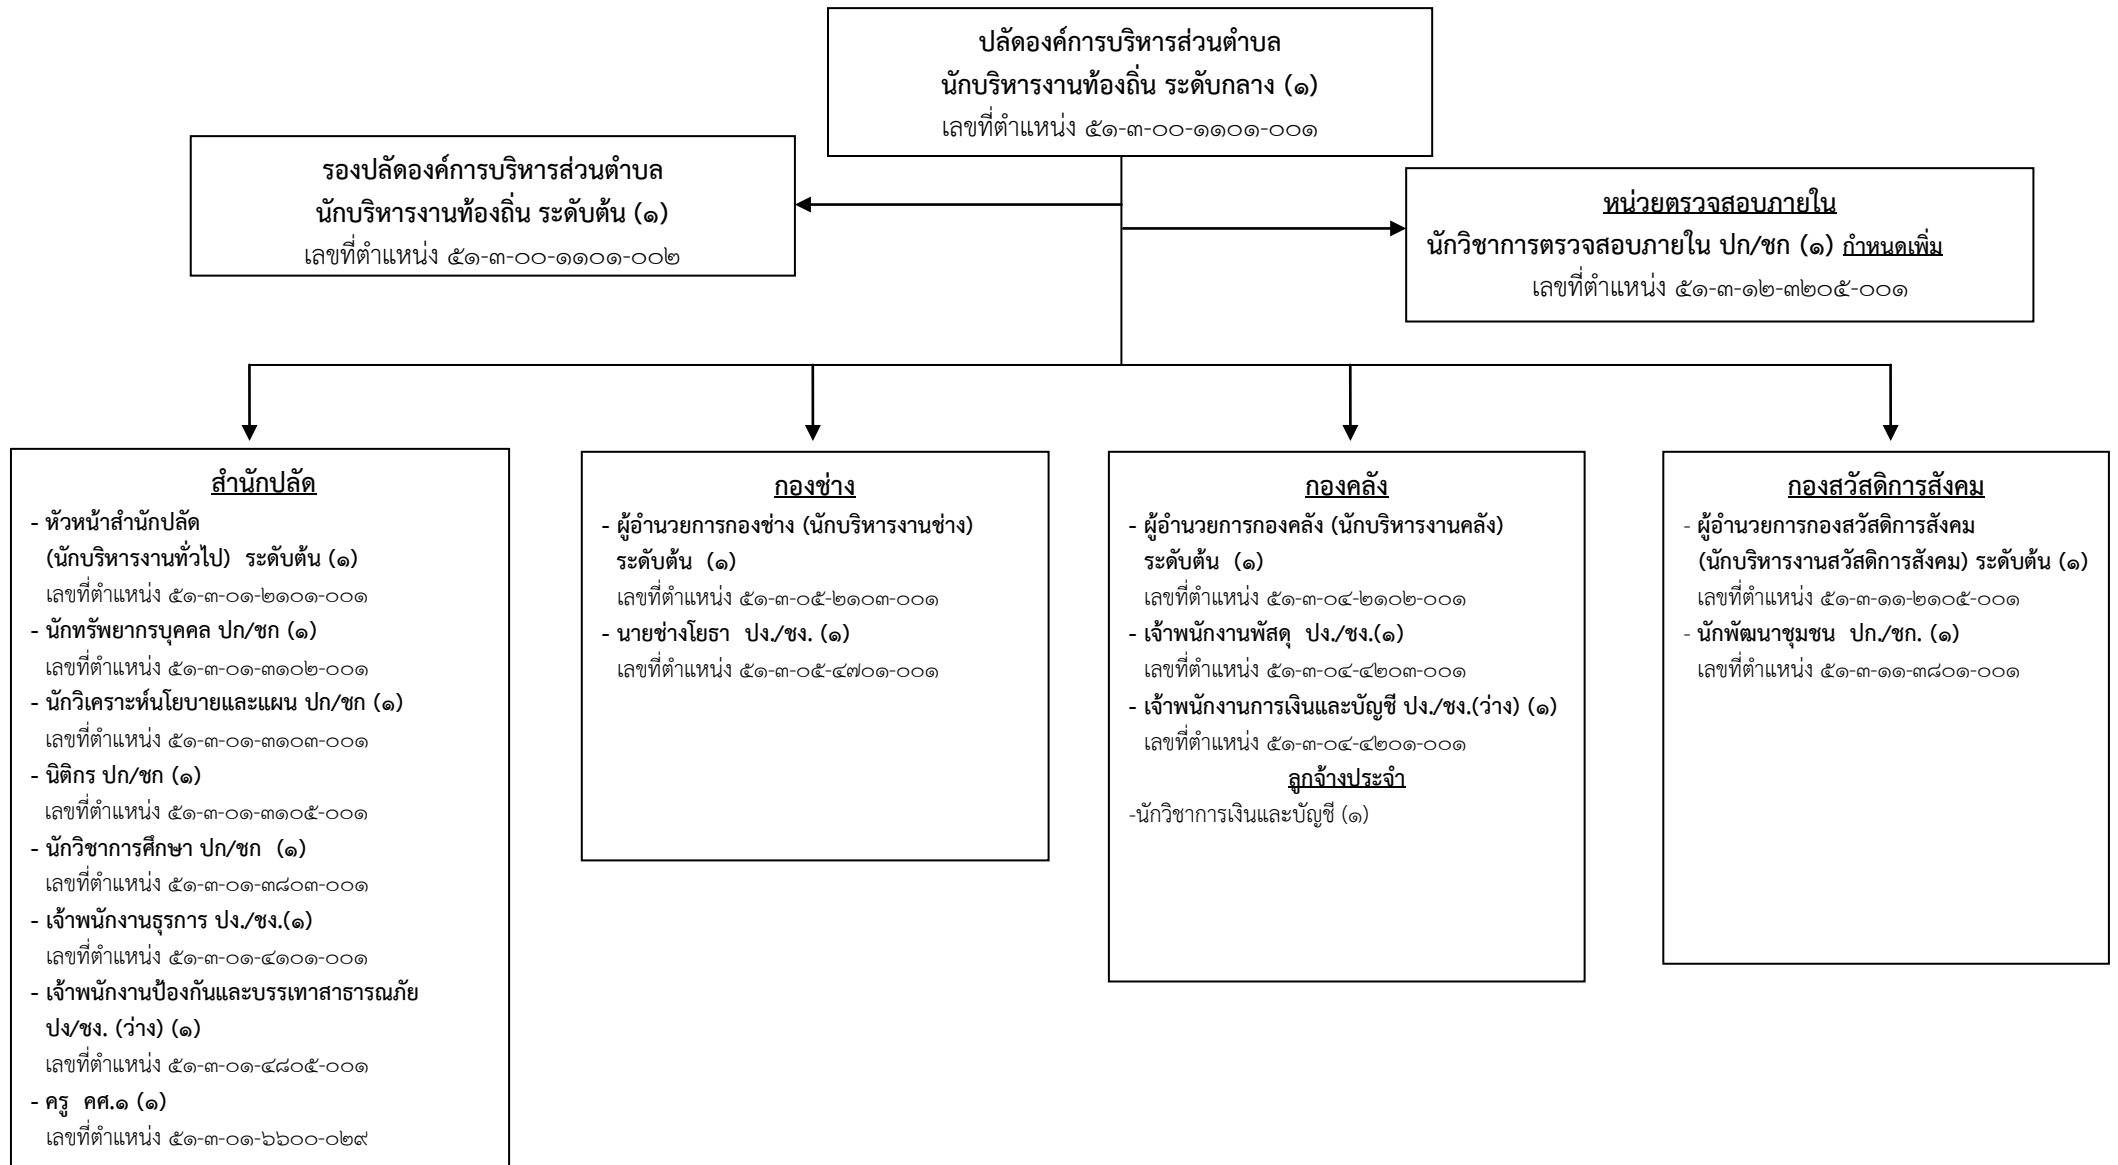 ปลัดองค์การบริหารส่วนตำบล
นักบริหารงานท้องถิ่น ระดับกลาง (๑)
เลขที่ตำแหน่ง ๕๑-๓-๐๐-๑๑๐๑-๐๐๑
รองปลัดองค์การบริหารส่วนตำบล
นักบริหารงานท้องถิ่น ระดับต้น (๑)
เลขที่ตำแหน่ง ๕๑-๓-๐๐-๑๑๐๑-๐๐๒
หน่วยตรวจสอบภายใน
นักวิชาการตรวจสอบภายใน ปก/ชก (๑) กำหนดเพิ่ม
เลขที่ตำแหน่ง ๕๑-๓-๑๒-๓๒๐๕-๐๐๑
สำนักปลัด
- หัวหน้าสำนักปลัด
(นักบริหารงานทั่วไป) ระดับต้น (๑)
เลขที่ตำแหน่ง ๕๑-๓-๐๑-๒๑๐๑-๐๐๑
- นักทรัพยากรบุคคล ปก/ชก (๑)
เลขที่ตำแหน่ง ๕๑-๓-๐๑-๓๑๐๒-๐๐๑
- นักวิเคราะห์นโยบายและแผน ปก/ชก (๑)
เลขที่ตำแหน่ง ๕๑-๓-๐๑-๓๑๐๓-๐๐๑
- นิติกร ปก/ชก (๑)
เลขที่ตำแหน่ง ๕๑-๓-๐๑-๓๑๐๕-๐๐๑
- นักวิชาการศึกษา ปก/ชก (๑)
เลขที่ตำแหน่ง ๕๑-๓-๐๑-๓๘๐๓-๐๐๑
- เจ้าพนักงานธุรการ ปง./ชง.(๑)
เลขที่ตำแหน่ง ๕๑-๓-๐๑-๔๑๐๑-๐๐๑
- เจ้าพนักงานป้องกันและบรรเทาสาธารณภัย
ปง/ชง. (ว่าง) (๑)
เลขที่ตำแหน่ง ๕๑-๓-๐๑-๔๘๐๕-๐๐๑
- ครู คศ.๑ (๑)
เลขที่ตำแหน่ง ๕๑-๓-๐๑-๖๖๐๐-๐๒๙
กองช่าง
- ผู้อำนวยการกองช่าง (นักบริหารงานช่าง)
ระดับต้น (๑)
เลขที่ตำแหน่ง ๕๑-๓-๐๕-๒๑๐๓-๐๐๑
- นายช่างโยธา ปง./ชง. (๑)
เลขที่ตำแหน่ง ๕๑-๓-๐๕-๔๗๐๑-๐๐๑
กองคลัง
- ผู้อำนวยการกองคลัง (นักบริหารงานคลัง)
ระดับต้น (๑)
เลขที่ตำแหน่ง ๕๑-๓-๐๔-๒๑๐๒-๐๐๑
- เจ้าพนักงานพัสดุ ปง./ชง.(๑)
เลขที่ตำแหน่ง ๕๑-๓-๐๔-๔๒๐๓-๐๐๑
- เจ้าพนักงานการเงินและบัญชี ปง./ชง.(ว่าง) (๑)
เลขที่ตำแหน่ง ๕๑-๓-๐๔-๔๒๐๑-๐๐๑
ลูกจ้างประจำ
-นักวิชาการเงินและบัญชี (๑)
กองสวัสดิการสังคม
- ผู้อำนวยการกองสวัสดิการสังคม
(นักบริหารงานสวัสดิการสังคม) ระดับต้น (๑)
เลขที่ตำแหน่ง ๕๑-๓-๑๑-๒๑๐๕-๐๐๑
- นักพัฒนาชุมชน ปก./ชก. (๑)
เลขที่ตำแหน่ง ๕๑-๓-๑๑-๓๘๐๑-๐๐๑